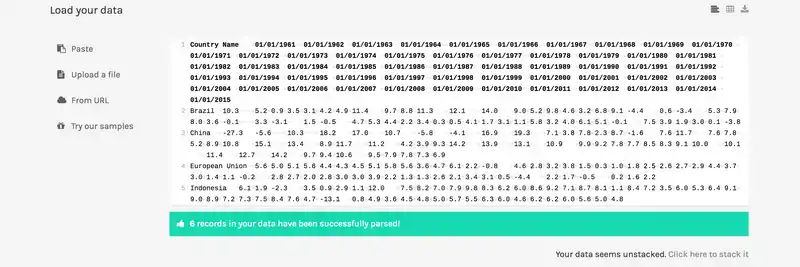 Load your data
Paste
Upload a file
From URL
Try our samples
1 Country Name 01/01/1961 01/01/1962 01/01/1963 01/01/1964 01/01/1965 01/01/1966 01/01/1967 01/01/1968 01/01/1969 01/01/1970
01/01/1971 01/01/1972 01/01/1973 01/01/1974 01/01/1975 01/01/1976 01/01/1977 01/01/1978 01/01/1979 01/01/1980 01/01/1981
01/01/1982 01/01/1983 01/01/1984 01/01/1985 01/01/1986 01/01/1987 01/01/1988 01/01/1989 01/01/1990 01/01/1991 01/01/1992
01/01/1993 01/01/1994 01/01/1995 01/01/1996 01/01/1997 01/01/1998 01/01/1999 01/01/2000 01/01/2001 01/01/2002 01/01/2003
01/01/2004 01/01/2005 01/01/2006 01/01/2007 01/01/2008 01/01/2009 01/01/2010 01/01/2011 01/01/2012 01/01/2013 01/01/2014
01/01/2015
2 Brazil 10.3 5.2 0.9 3.5 3.1 4.2 4.9 11.4 9.7 8.8 11.3 12.1 14.0 9.0 5.2 9.8 4.6 3.2 6.8 9.1 -4.4 0.6 -3.4 5.3 7.9
8.0 3.6 -0.1 3.3 -3.1 1.5 -0.5 4.7 5.3 4.4 2.2 3.4 0.3 0.5 4.1 1.7 3.1 1.1 5.8 3.2 4.0 6.1 5.1 -0.1 7.5 3.9 1.9 3.0 0.1 -3.8
3 China -27.3 -5.6 10.3 18.2 17.0 10.7 -5.8 -4.1 16.9 19.3 7.1 3.8 7.8 2.3 8.7 -1.6 7.6 11.7 7.6 7.8
5.2 8.9 10.8 15.1 13.4 8.9 11.7 11.2 4.2 3.9 9.3 14.2 13.9 13.1 10.9 9.9 9.2 7.8 7.7 8.5 8.3 9.1 10.0 10.1
11.4 12.7 14.2 9.7 9.4 10.6 9.5 7.9 7.8 7.3 6.9
4 European Union 5.6 5.0 5.1 5.6 4.4 4.3 4.5 5.1 5.8 5.6 3.6 4.7 6.1 2.2 -0.8 4.6 2.8 3.2 3.8 1.5 0.3 1.0 1.8 2.5 2.6 2.7 2.9 4.4 3.7
3.0 1.4 1.1 -0.2 2.8 2.7 2.0 2.8 3.0 3.0 3.9 2.2 1.3 1.3 2.6 2.1 3.4 3.1 0.5 -4.4 2.2 1.7 -0.5 0.2 1.6 2.2
5 Indonesia 6.1 1.9 -2.3 3.5 0.9 2.9 1.1 12.0 7.5 8.2 7.0 7.9 9.8 8.3 6.2 6.0 8.6 9.2 7.1 8.7 8.1 1.1 8.4 7.2 3.5 6.0 5.3 6.4 9.1
9.0 8.9 7.2 7.3 7.5 8.4 7.6 4.7 -13.1 0.8 4.9 3.6 4.5 4.8 5.0 5.7 5.5 6.3 6.0 4.6 6.2 6.2 6.0 5.6 5.0 4.8
6 records in your data have been successfully parsed!
Your data seems unstacked. Click here to stack it